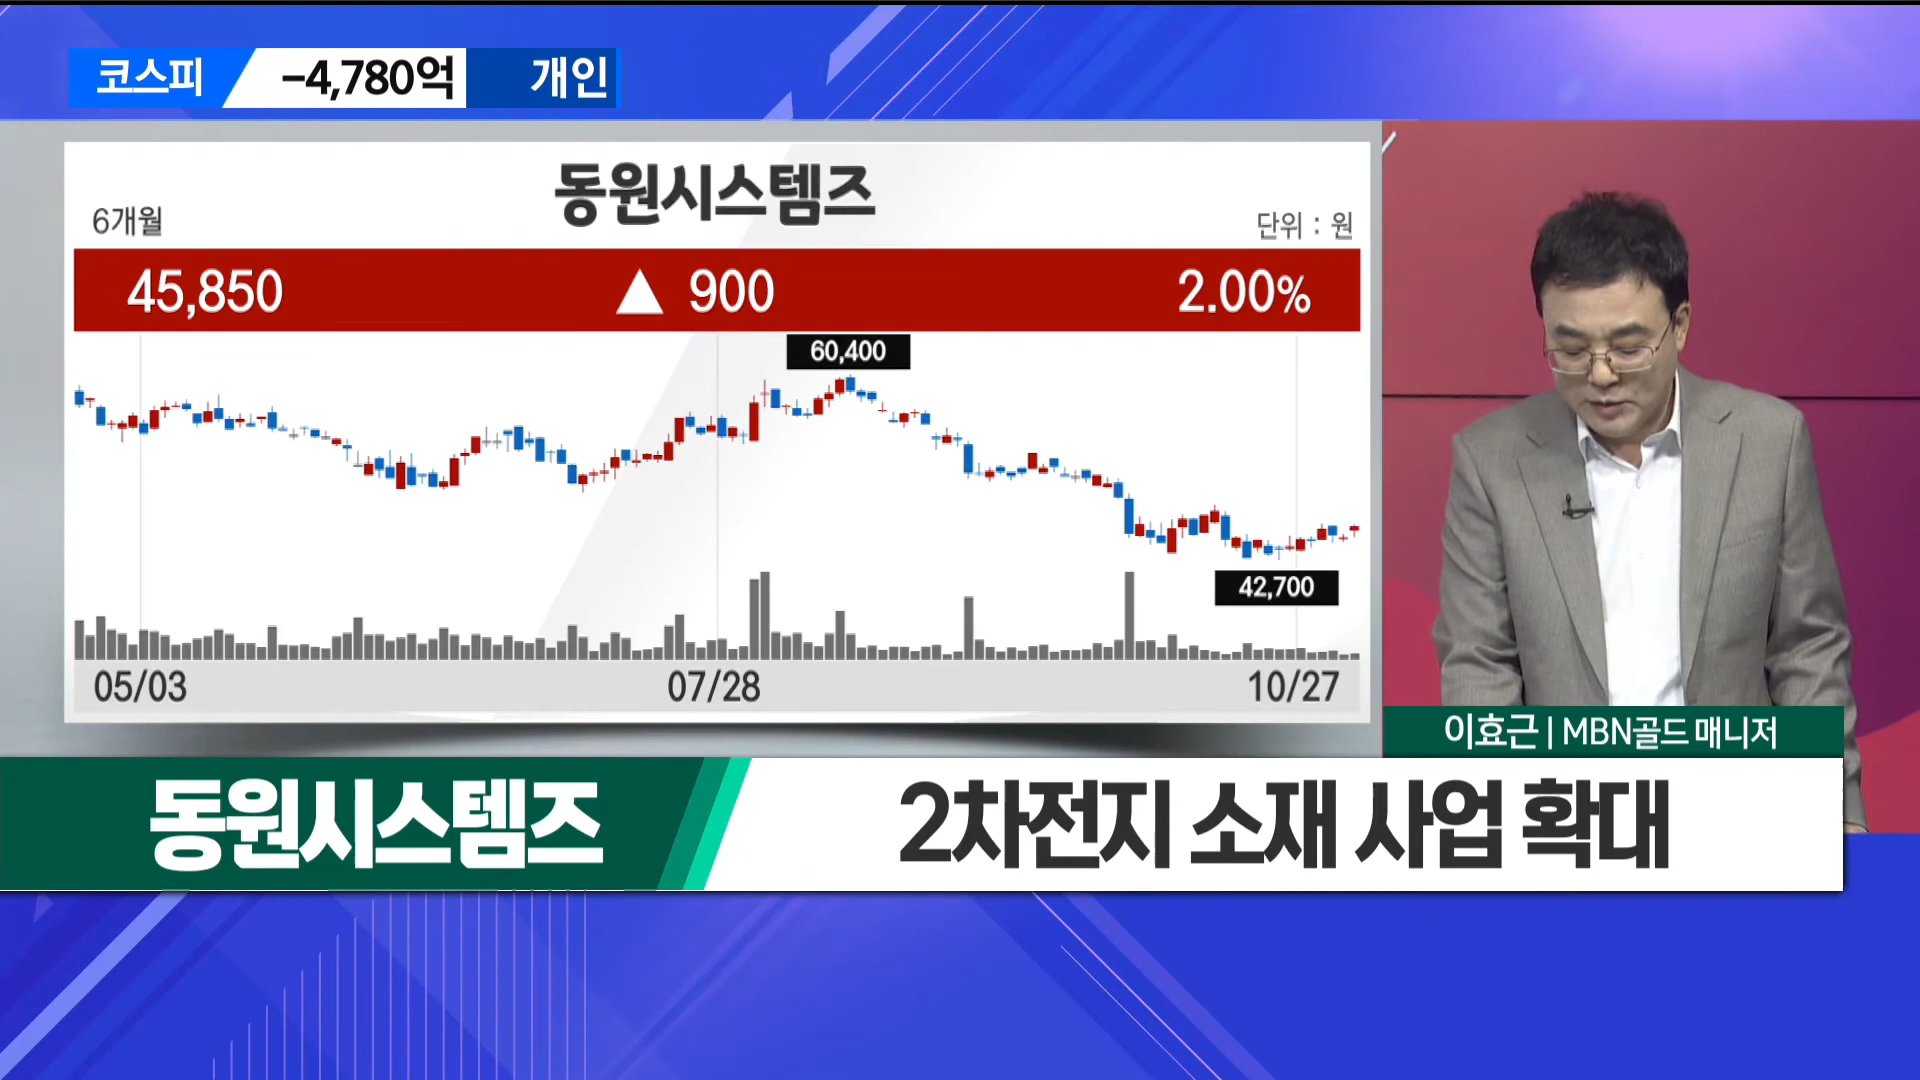 코스피 -4,780억 개인
동원시스템즈
6개월
단위 : 원
45,850 ▲ 900 2.00%
60,400
42,700
05/03 07/28 10/27
이효근 | MBN골드 매니저
동원시스템즈 2차전지 소재 사업 확대